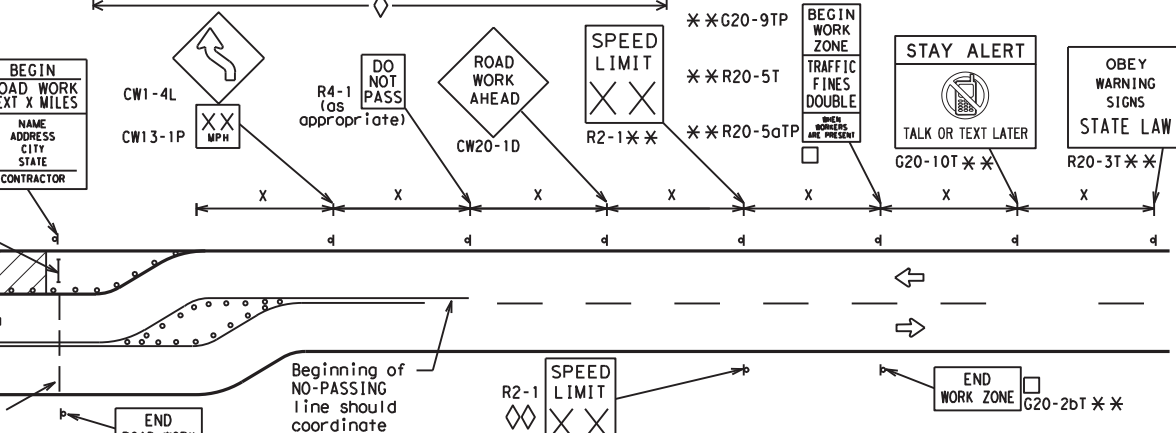 BEGIN
ROAD WORK
NEXT X MILES
NAME
ADDRESS
CITY
STATE
CONTRACTOR
CW1-4L
CW13-1P
XX
MPH
R4-1
(as
appropriate)
DO
NOT
PASS
ROAD
WORK
AHEAD
CW20-1D
SPEED
LIMIT
XX
R2-1**
**G20-9TP
**R20-5T
**R20-5aTP
BEGIN
WORK
ZONE
TRAFFIC
FINES
DOUBLE
WHEN
WORKERS
ARE PRESENT
STAY ALERT
TALK OR TEXT LATER
G20-10T**
OBEY
WARNING
SIGNS
STATE LAW
R20-3T**
X X X X X X X
Beginning of
NO-PASSING
line should
coordinate
R2-1
SPEED
LIMIT
XX
END
WORK ZONE
G20-2bT**
END
ROAD WORK